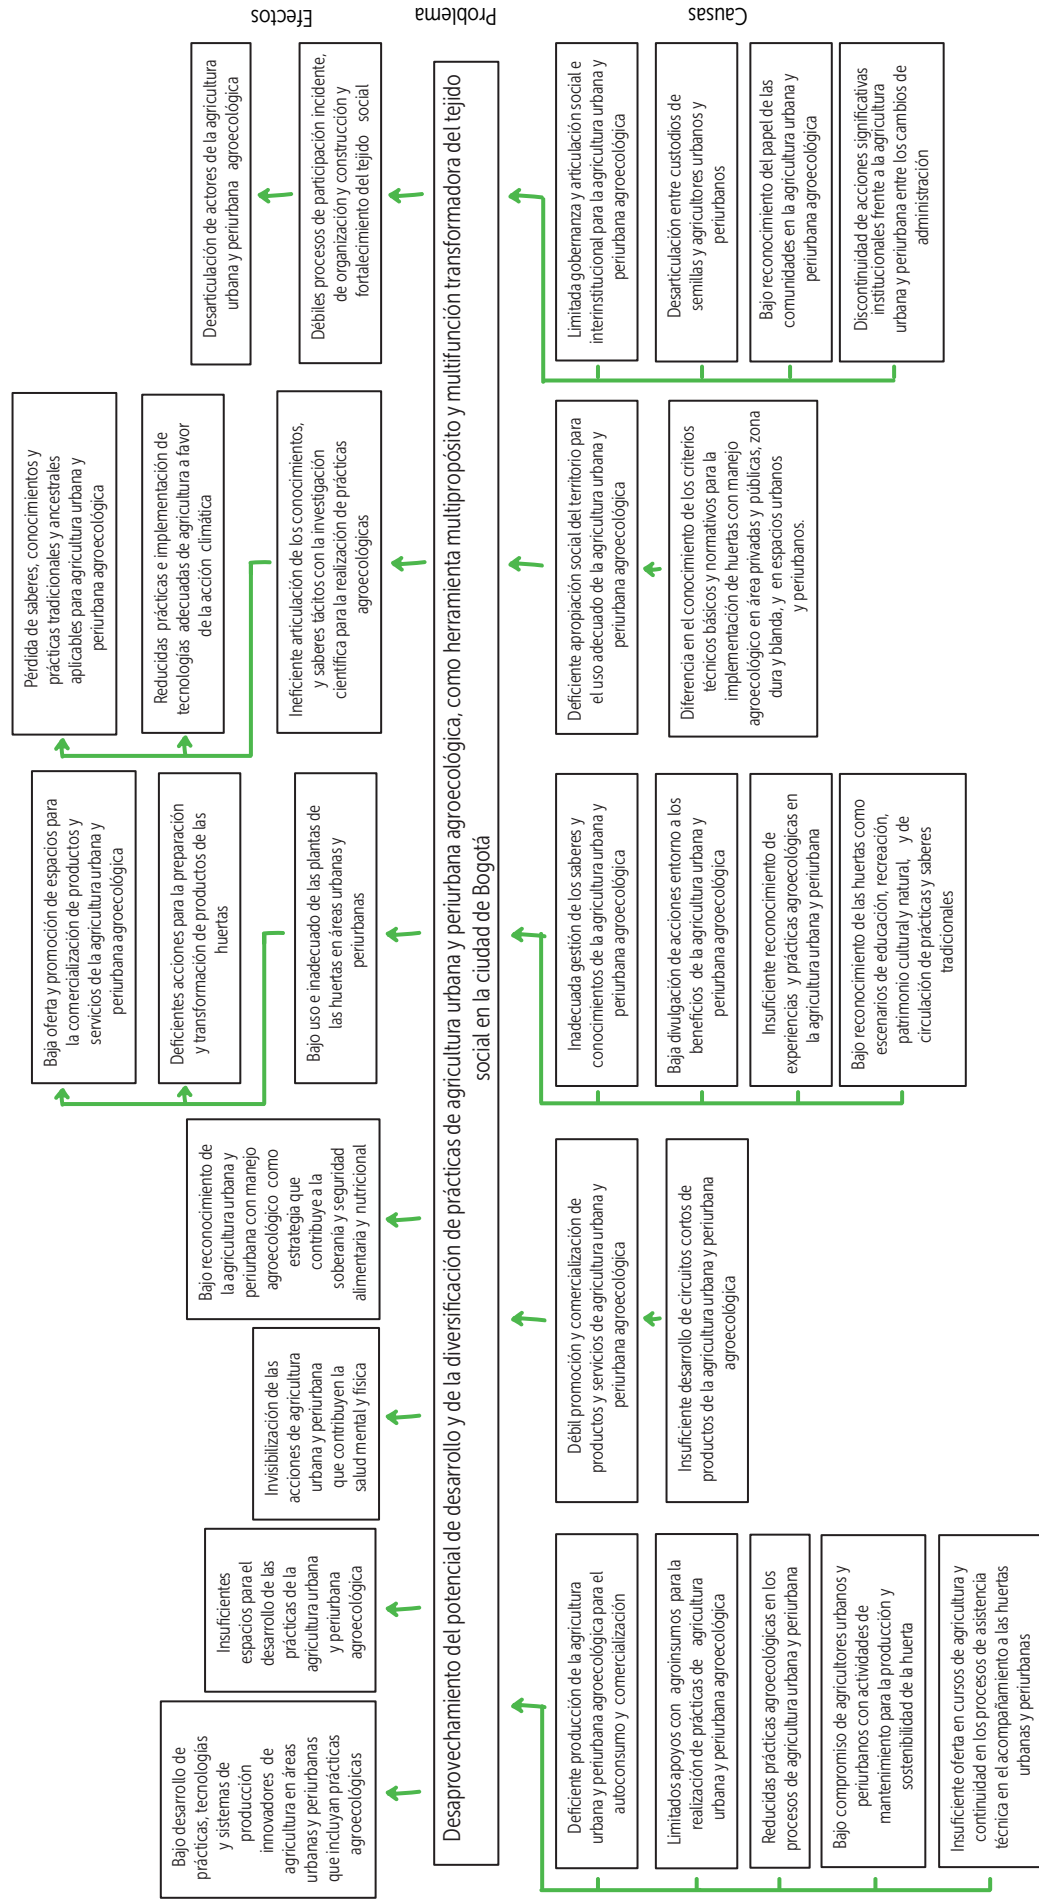 Efectos
Problema
Causas
Bajo desarrollo de
prácticas, tecnologías
y sistemas de
producción
innovadores de
agricultura en áreas
urbanas y periurbanas
que incluyan prácticas
agroecológicas
Insuficientes
espacios para el
desarrollo de las
prácticas de la
agricultura urbana
y periurbana
agroecológica
Invisibilización de las
acciones de agricultura
urbana y periurbana
que contribuyen la
salud mental y física
Bajo reconocimiento de
la agricultura urbana y
periurbana con manejo
agroecológico como
estrategia que
contribuye a la
soberanía y seguridad
alimentaria y nutricional
Baja oferta y promoción de espacios para
la comercialización de productos y
servicios de la agricultura urbana y
periurbana agroecológica
Deficientes acciones para la preparación
y transformación de productos de las
huertas
Bajo uso e inadecuado de las plantas de
las huertas en áreas urbanas y
periurbanas
Pérdida de saberes, conocimientos y
prácticas tradicionales y ancestrales
aplicables para agricultura urbana y
periurbana agroecológica
Reducidas prácticas e implementación de
tecnologías adecuadas de agricultura a favor
de la acción climática
Ineficiente articulación de los conocimientos,
y saberes tácitos con la investigación
científica para la realización de prácticas
agroecológicas
Desarticulación de actores de la agricultura
urbana y periurbana agroecológica
Débiles procesos de participación incidente,
de organización y construcción y
fortalecimiento del tejido social
Desaprovechamiento del potencial de desarrollo y de la diversificación de prácticas de agricultura urbana y periurbana agroecológica, como herramienta multipropósito y multifunción transformadora del tejido
social en la ciudad de Bogotá
Deficiente producción de la agricultura
urbana y periurbana agroecológica para el
autoconsumo y comercialización
Limitados apoyos con agroinsumos para la
realización de prácticas de agricultura
urbana y periurbana agroecológica
Reducidas prácticas agroecológicas en los
procesos de agricultura urbana y periurbana
Bajo compromiso de agricultores urbanos y
periurbanos con actividades de
mantenimiento para la producción y
sostenibilidad de la huerta
Insuficiente oferta en cursos de agricultura y
continuidad en los procesos de asistencia
técnica en el acompañamiento a las huertas
urbanas y periurbanas
Débil promoción y comercialización de
productos y servicios de agricultura urbana y
periurbana agroecológica
Insuficiente desarrollo de circuitos cortos de
productos de la agricultura urbana y periurbana
agroecológica
Inadecuada gestión de los saberes y
conocimientos de la agricultura urbana y
periurbana agroecológica
Baja divulgación de acciones entorno a los
beneficios de la agricultura urbana y
periurbana agroecológica
Insuficiente reconocimiento de
experiencias y prácticas agroecológicas en
la agricultura urbana y periurbana
Bajo reconocimiento de las huertas como
escenarios de educación, recreación,
patrimonio cultural y natural, y de
circulación de prácticas y saberes
tradicionales
Deficiente apropiación social del territorio para
el uso adecuado de la agricultura urbana y
periurbana agroecológica
Diferencia en el conocimiento de los criterios
técnicos básicos y normativos para la
implementación de huertas con manejo
agroecológico en área privadas y públicas, zona
dura y blanda, y en espacios urbanos
y periurbanos.
Limitada gobernanza y articulación social e
interinstitucional para la agricultura urbana y
periurbana agroecológica
Desarticulación entre custodios de
semillas y agricultores urbanos y
periurbanos
Bajo reconocimiento del papel de las
comunidades en la agricultura urbana y
periurbana agroecológica
Discontinuidad de acciones significativas
institucionales frente a la agricultura
urbana y periurbana entre los cambios de
administración